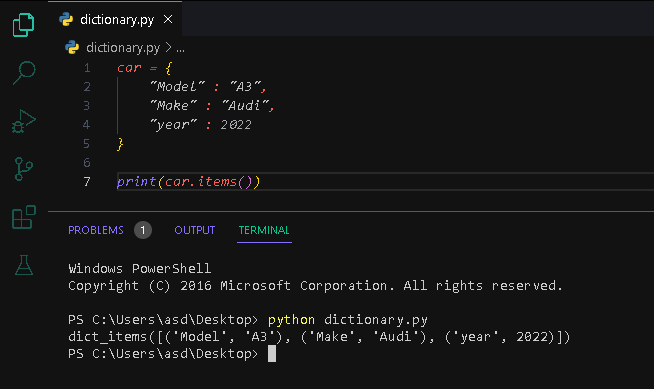 dictionary.py ×
dictionary.py > ...
1 car = {
2 "Model" : "A3",
3 "Make" : "Audi",
4 "year" : 2022
5 }
6
7 print(car.items())
PROBLEMS 1 OUTPUT TERMINAL
Windows PowerShell
Copyright (C) 2016 Microsoft Corporation. All rights reserved.
PS C:\Users\asd\Desktop> python dictionary.py
dict_items([('Model', 'A3'), ('Make', 'Audi'), ('year', 2022)])
PS C:\Users\asd\Desktop>